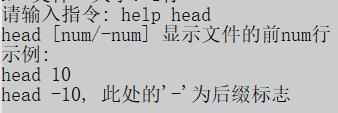 请输入指令: help head
head [num/-num] 显示文件的前num行
示例:
head 10
head -10, 此处的'-'为后缀标志